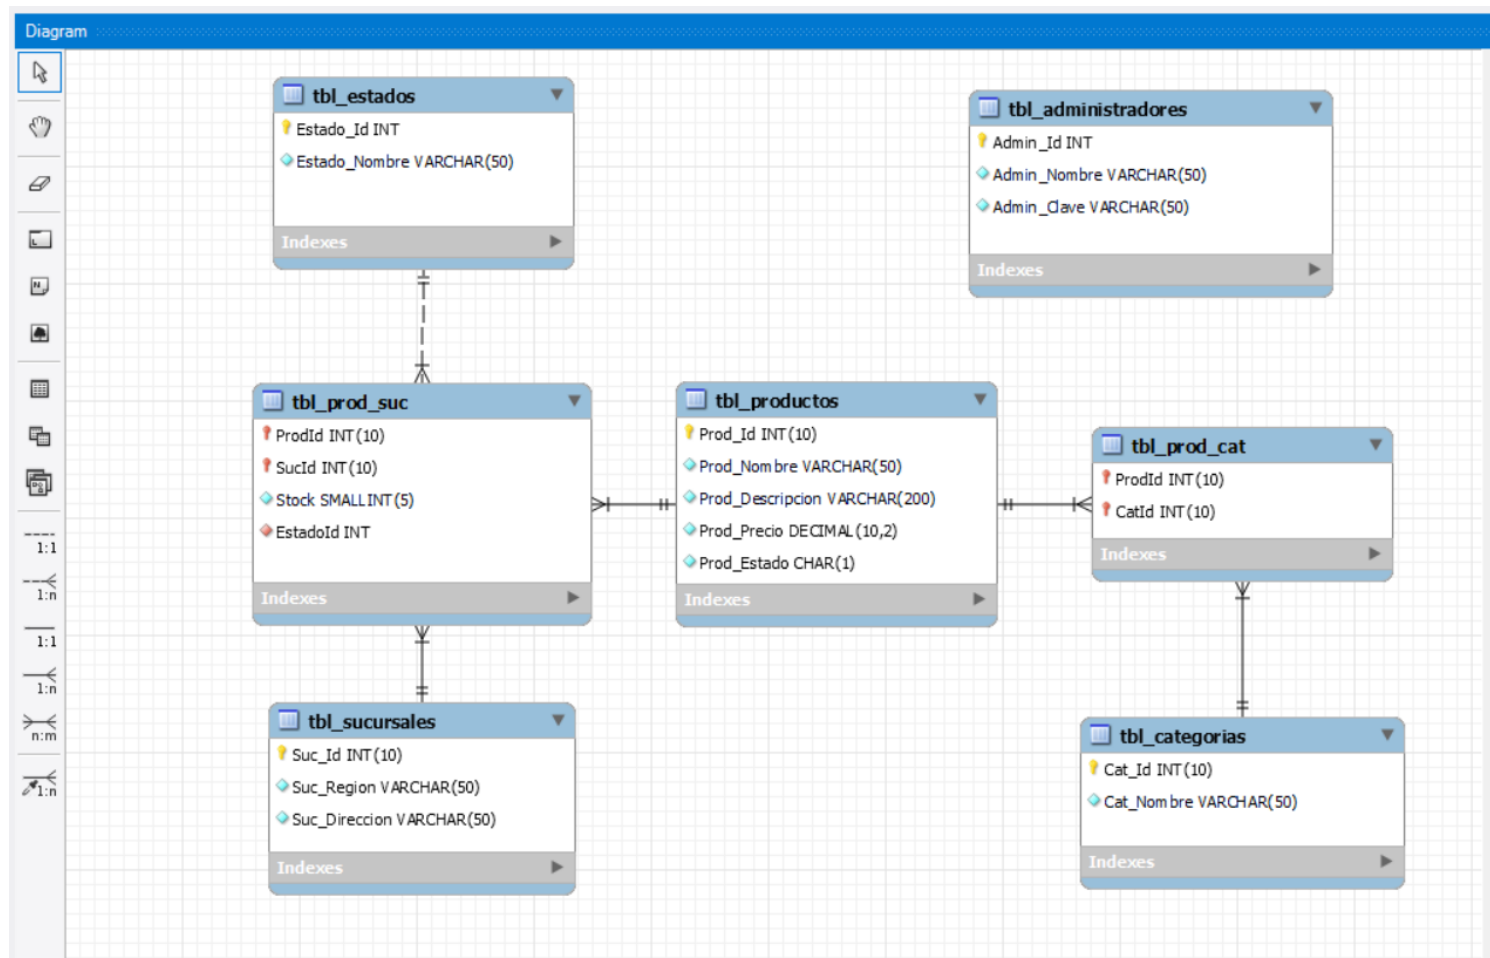 Diagram
tbl_estados
Estado_Id INT
Estado_Nombre VARCHAR(50)
Indexes
tbl_administradores
Admin_Id INT
Admin_Nombre VARCHAR(50)
Admin_Clave VARCHAR(50)
Indexes
tbl_prod_suc
ProdId INT(10)
SucId INT(10)
Stock SMALLINT(5)
EstadoId INT
Indexes
tbl_productos
Prod_Id INT(10)
Prod_Nombre VARCHAR(50)
Prod_Descripcion VARCHAR(200)
Prod_Precio DECIMAL(10,2)
Prod_Estado CHAR(1)
Indexes
tbl_prod_cat
ProdId INT(10)
CatId INT(10)
Indexes
tbl_sucursales
Suc_Id INT(10)
Suc_Region VARCHAR(50)
Suc_Direccion VARCHAR(50)
Indexes
tbl_categorias
Cat_Id INT(10)
Cat_Nombre VARCHAR(50)
Indexes
1:1
1:n
1:1
1:n
n:m
1:n